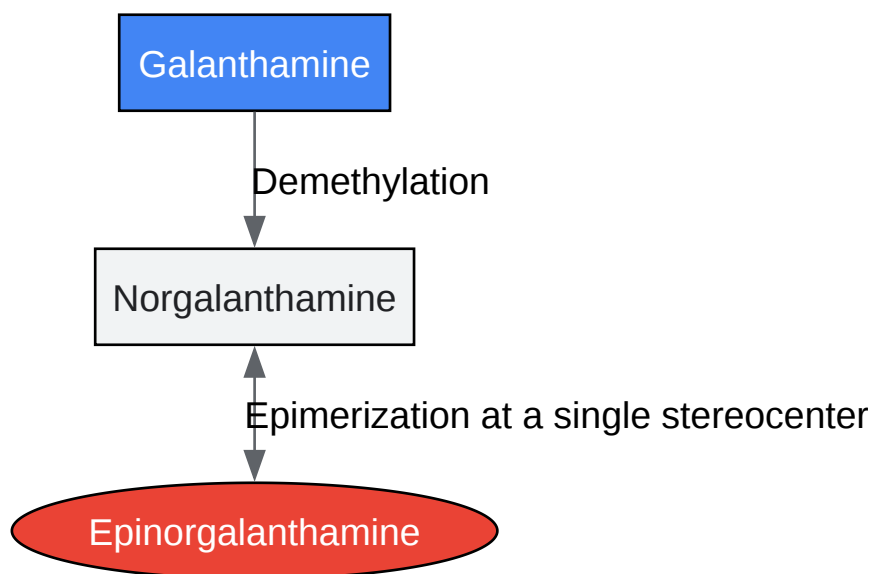 Galanthamine
Demethylation
Norgalanthamine
Epimerization at a single stereocenter
Epinorgalanthamine